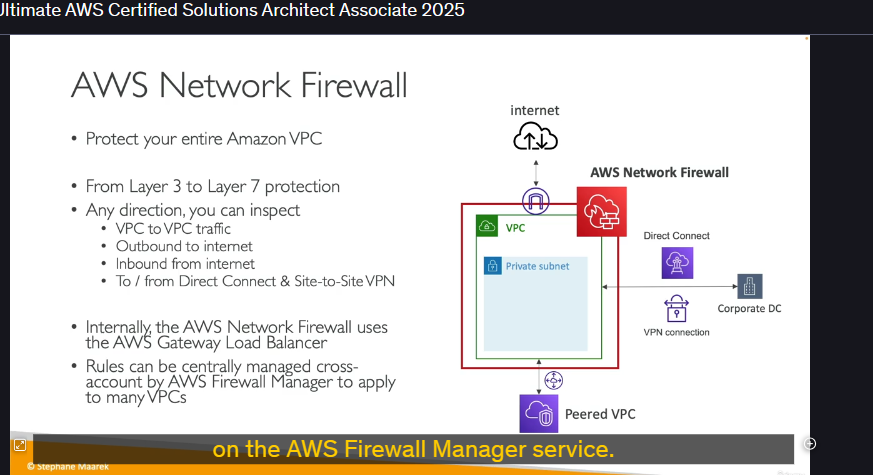 Ultimate AWS Certified Solutions Architect Associate 2025
AWS Network Firewall
• Protect your entire Amazon VPC
• From Layer 3 to Layer 7 protection
• Any direction, you can inspect
• VPC to VPC traffic
• Outbound to internet
• Inbound from internet
• To / from Direct Connect & Site-to-Site VPN
• Internally, the AWS Network Firewall uses
the AWS Gateway Load Balancer
• Rules can be centrally managed cross-
account by AWS Firewall Manager to apply
to many VPCs
internet
AWS Network Firewall
VPC
Private subnet
Direct Connect
Corporate DC
VPN connection
Peered VPC
on the AWS Firewall Manager service.
© Stephane Maarek